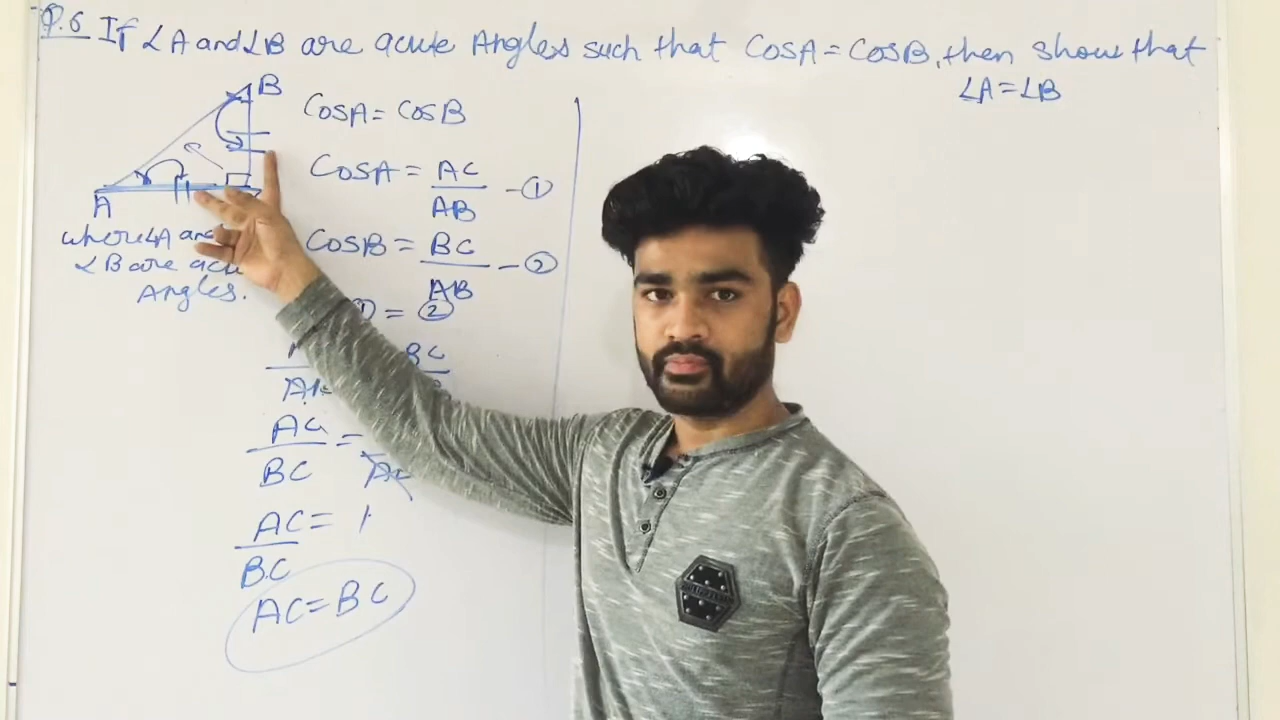 Q.6 If ∠A and ∠B are acute Angles such that COSA = COSB, then show that
∠A = ∠B
B
A
where ∠A and
∠B are acu
Angles.
COSA = COSB
COSA = AC/AB - ①
COSB = BC/AB - ②
① = ②
BC
AC/BC =
AC/BC = 1
AC = BC